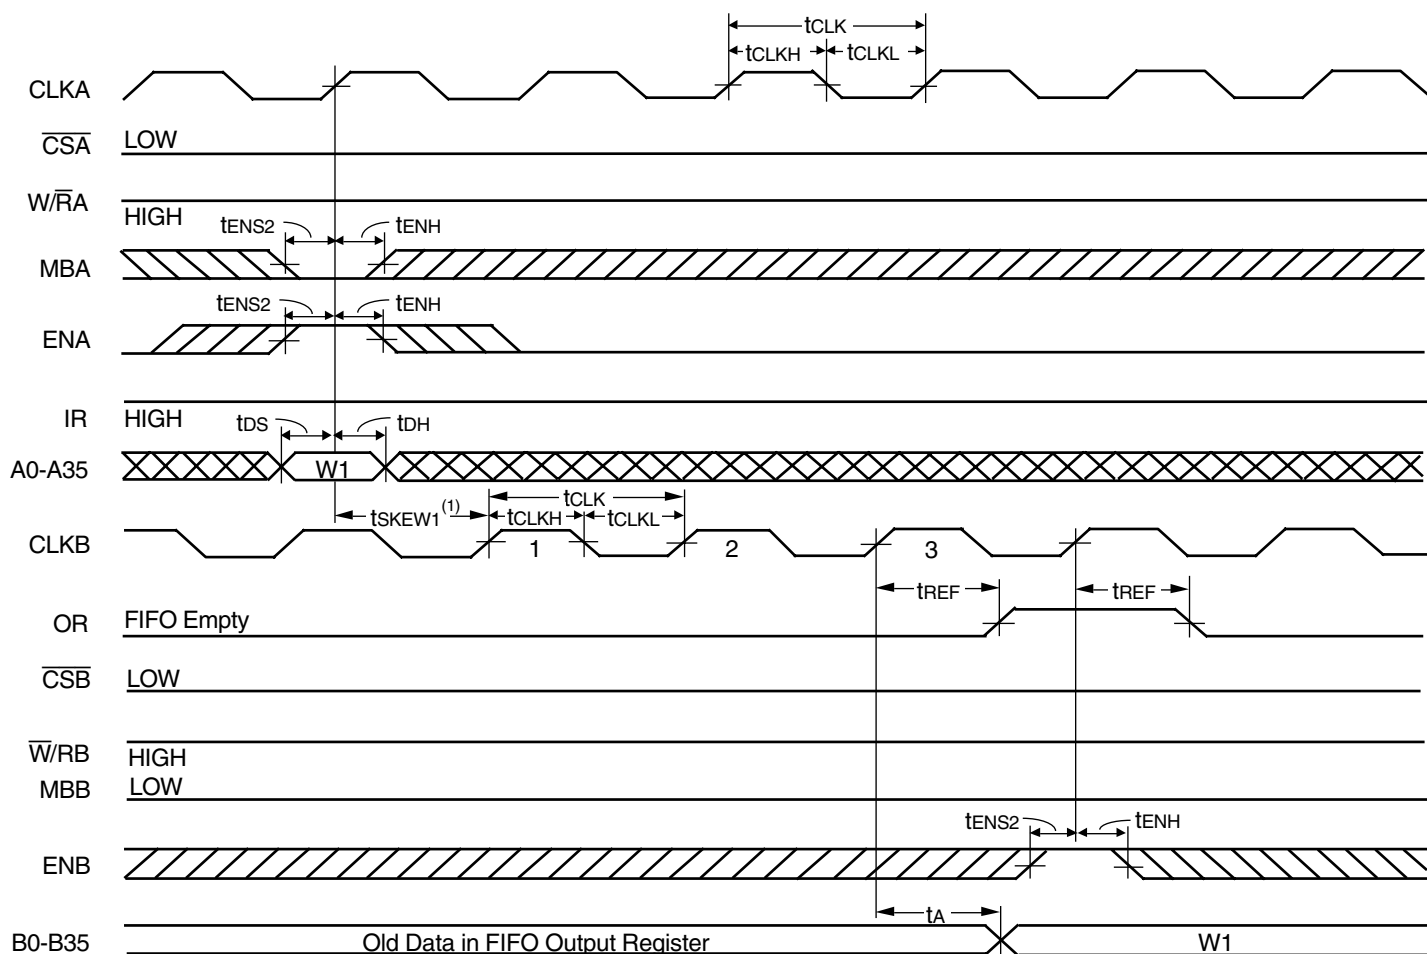 tCLK
tCLKH tCLKL
CLKA
CSA LOW
W/RA
HIGH
tENS2 tENH
MBA
tENS2 tENH
ENA
IR HIGH
tDS tDH
A0-A35 W1
tCLK
tSKEW1(1) tCLKH tCLKL
CLKB 1 2 3
tREF tREF
OR FIFO Empty
CSB LOW
W/RB HIGH
MBB LOW
tENS2 tENH
ENB
tA
B0-B35 Old Data in FIFO Output Register W1